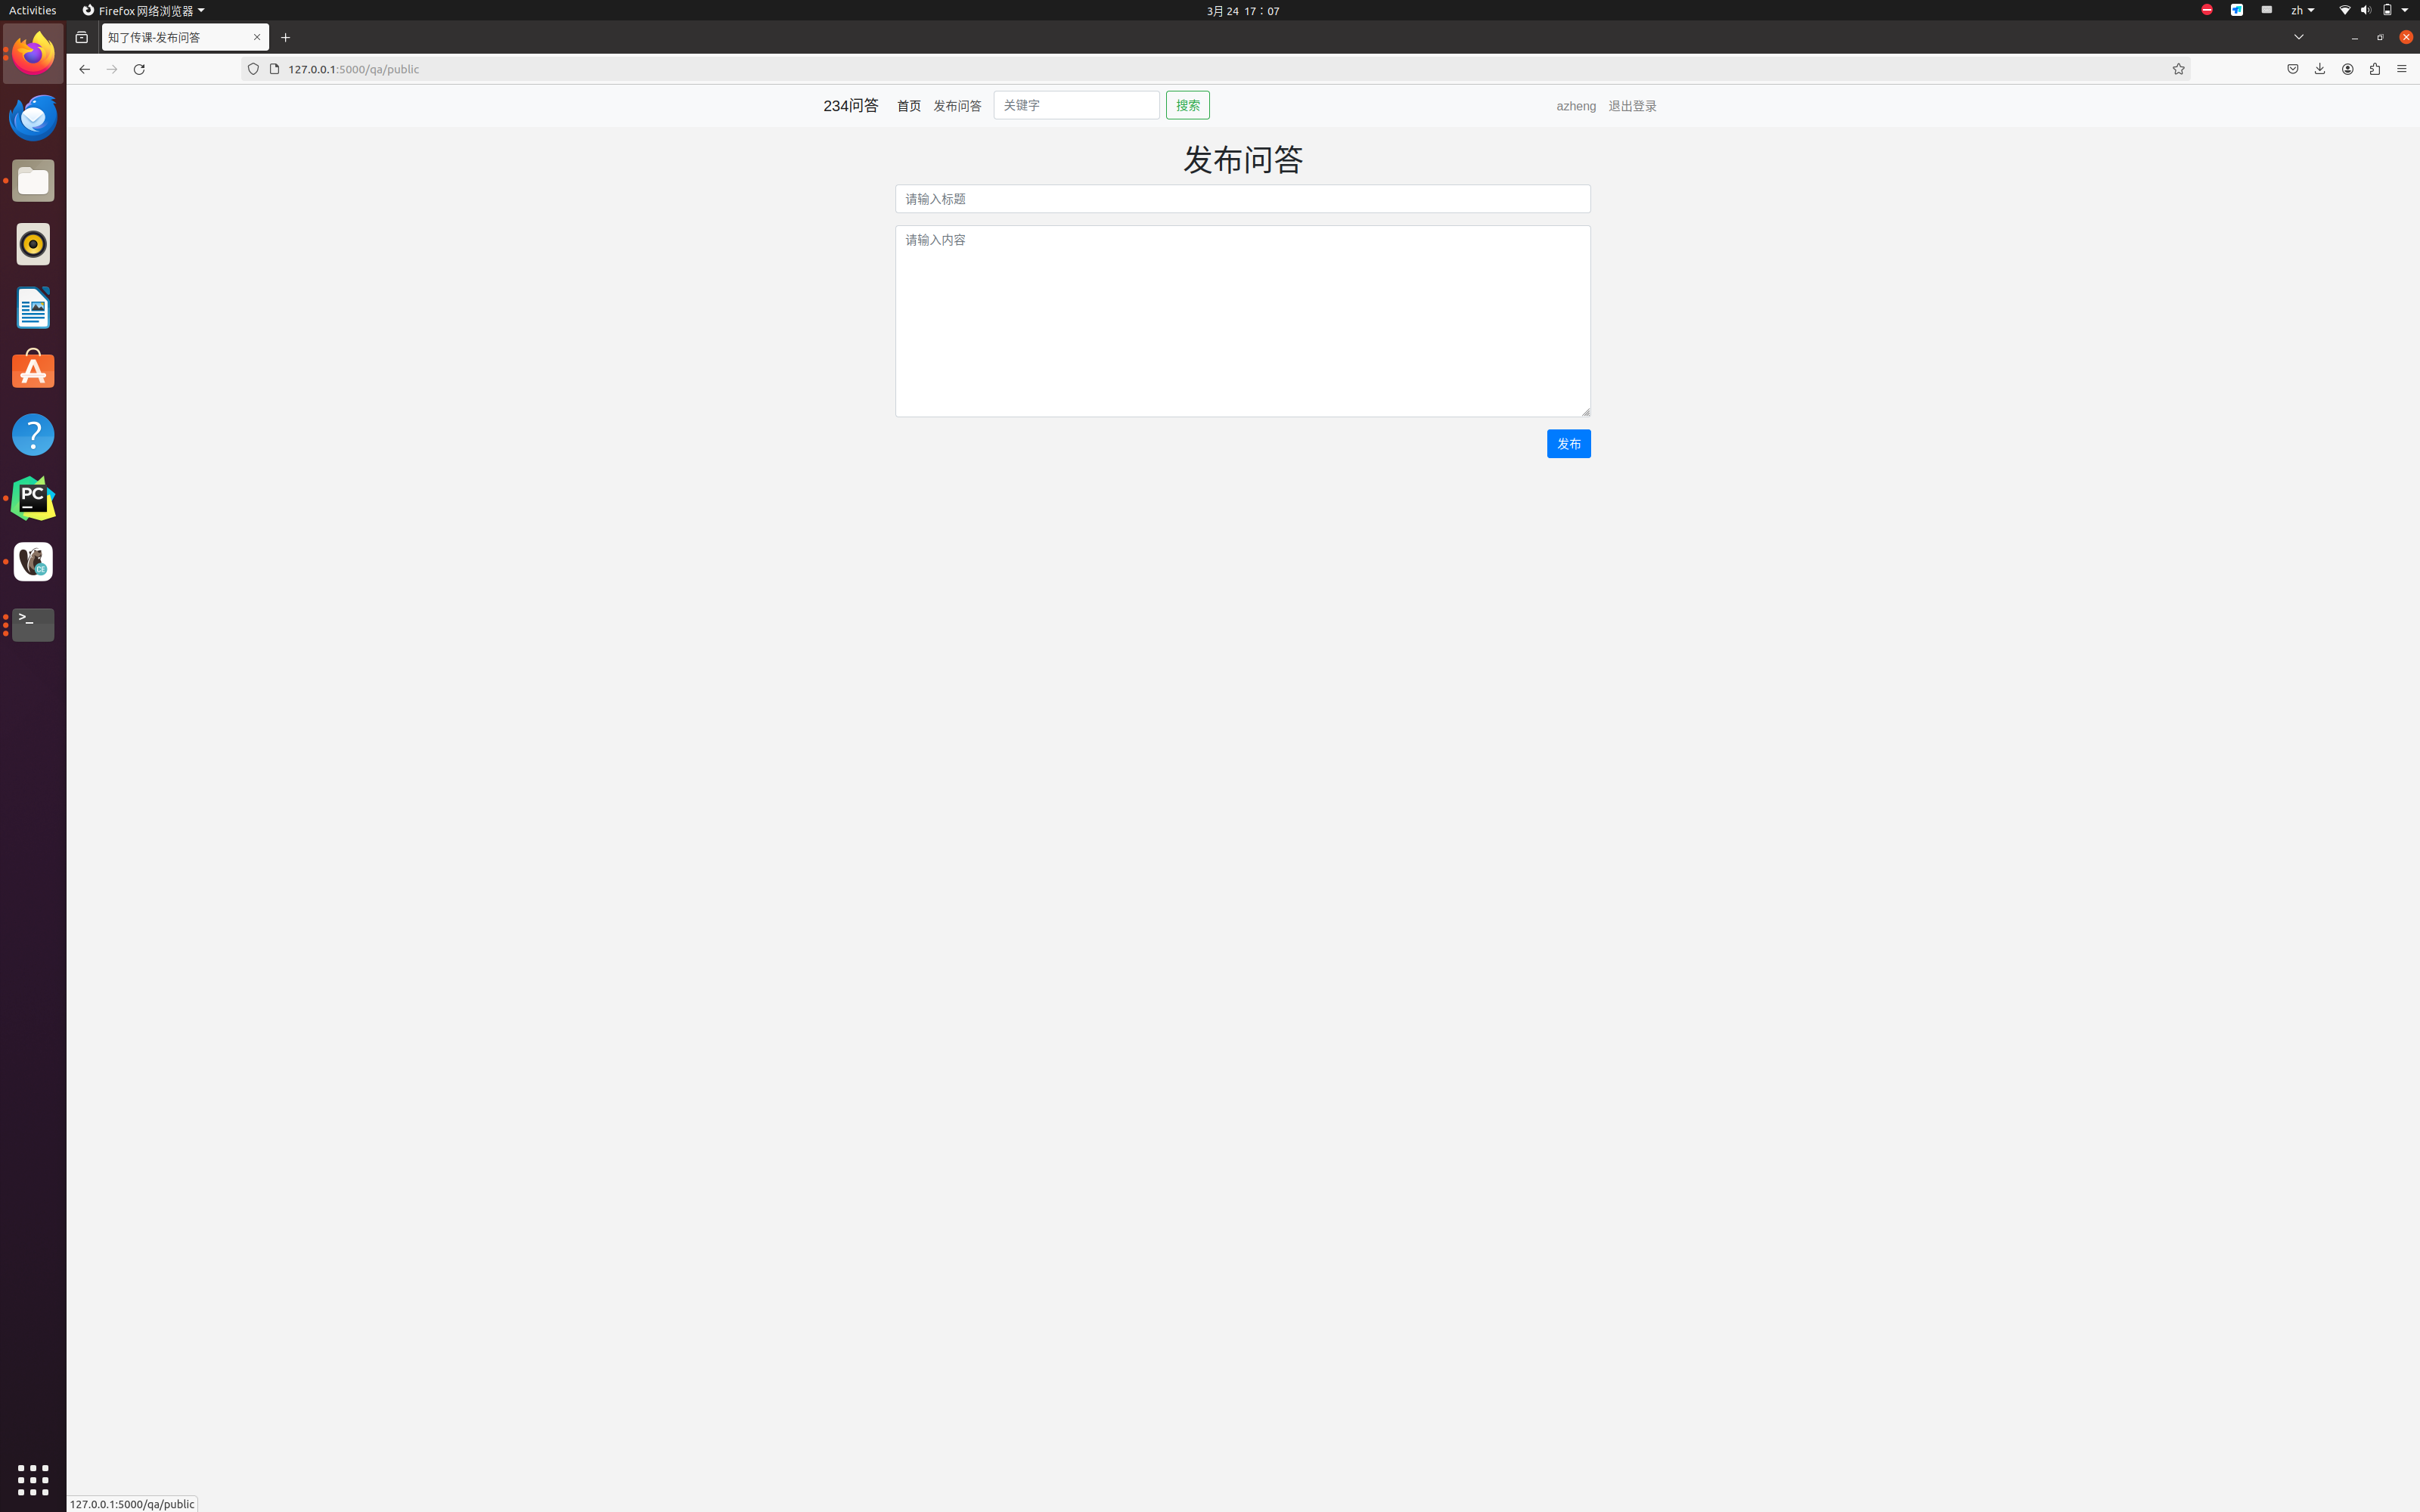 Activities
Firefox 网络浏览器
3月 24 17：07
zh
知了传课-发布问答
127.0.0.1:5000/qa/public
234问答
首页
发布问答
关键字
搜索
azheng
退出登录
发布问答
请输入标题
请输入内容
发布
PC
CE
>_
127.0.0.1:5000/qa/public